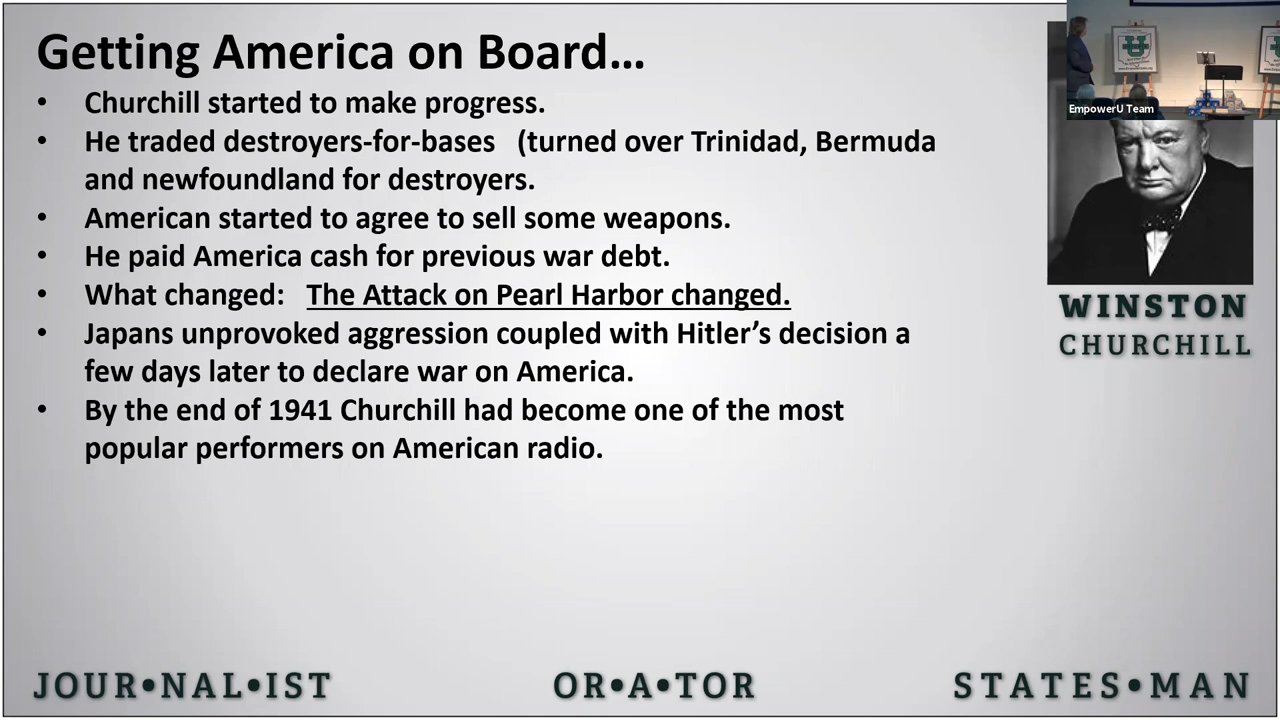 Getting America on Board…
• Churchill started to make progress.
• He traded destroyers-for-bases (turned over Trinidad, Bermuda
and newfoundland for destroyers.
• American started to agree to sell some weapons.
• He paid America cash for previous war debt.
• What changed: The Attack on Pearl Harbor changed.
• Japans unprovoked aggression coupled with Hitler’s decision a
few days later to declare war on America.
• By the end of 1941 Churchill had become one of the most
popular performers on American radio.
EmpowerU Team
WINSTON
CHURCHILL
JOUR•NAL•IST
OR•A•TOR
STATES•MAN